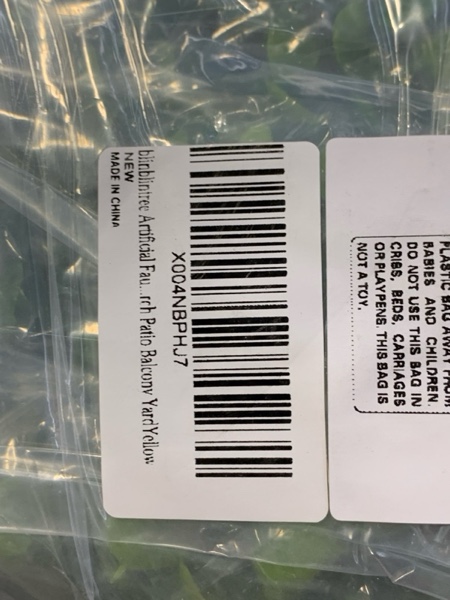 X004NBPHJ7
blinblintree Artificial Fau...rch Patio Balcony YardYellow
NEW
MADE IN CHINA
PLASTIC BAG AWAY FROM
BABIES AND CHILDREN.
DO NOT USE THIS BAG IN
CRIBS, BEDS, CARRIAGES
OR PLAYPENS. THIS BAG IS
NOT A TOY.